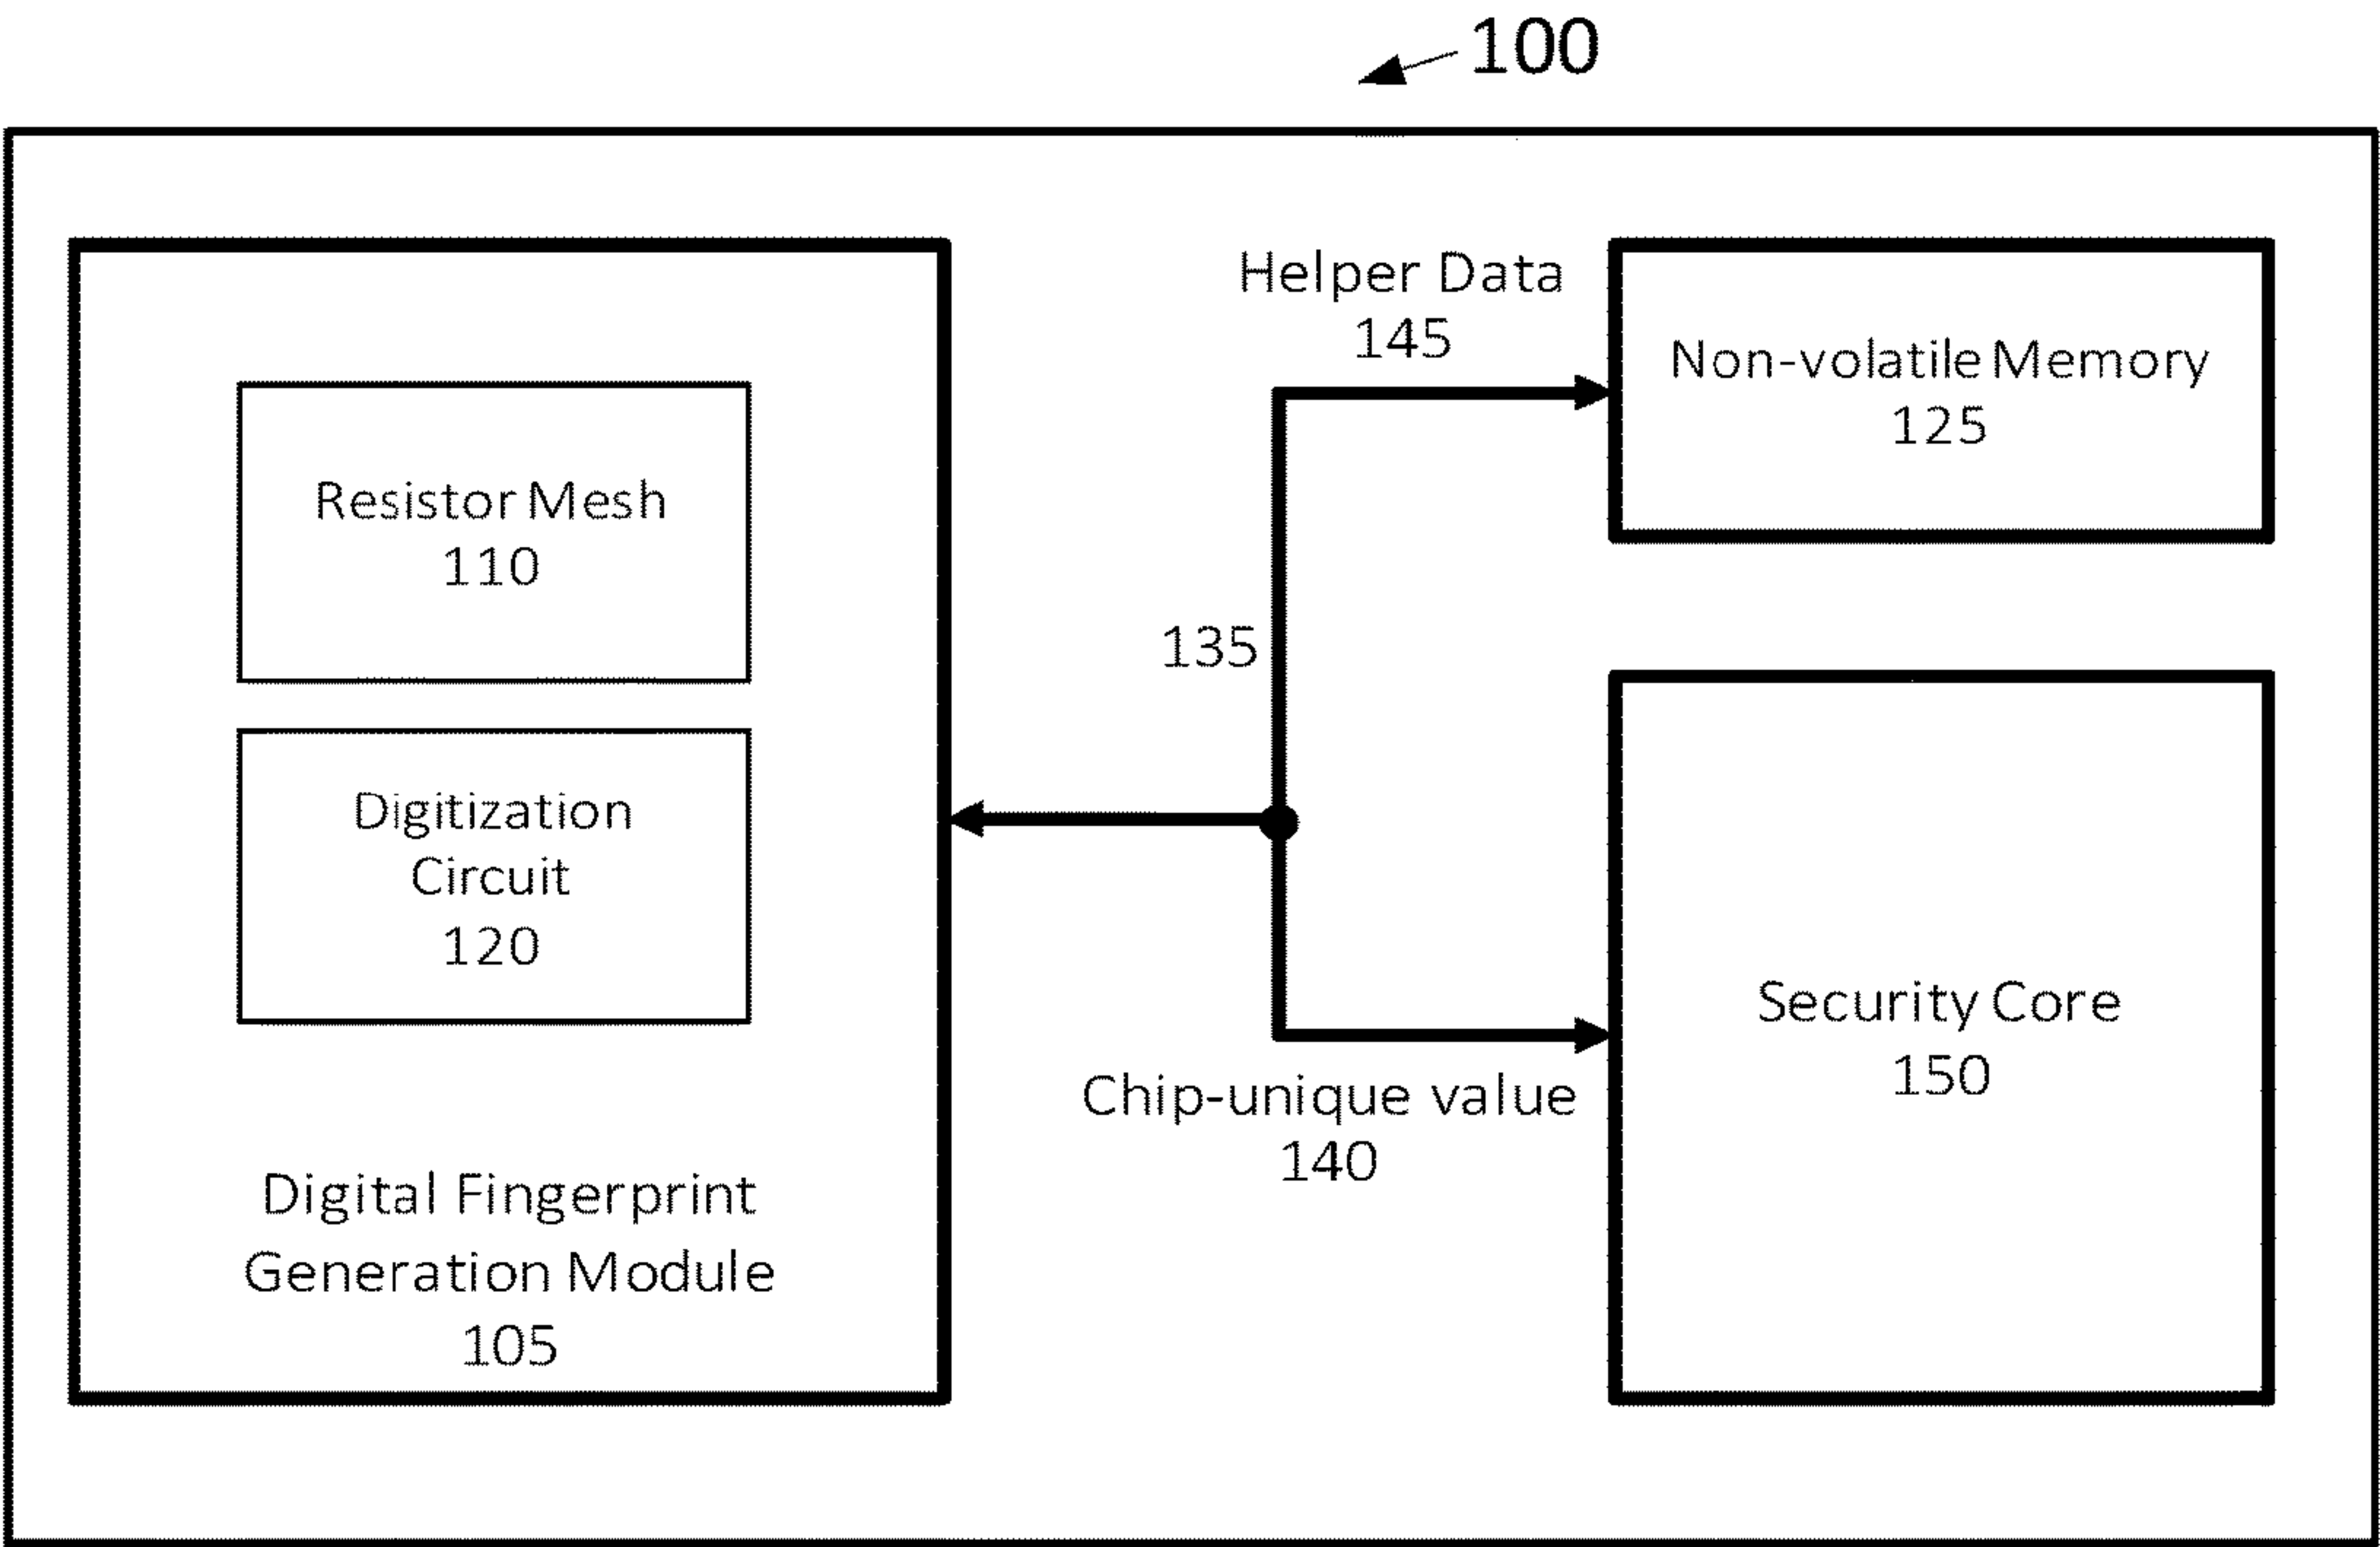 100
Resistor Mesh
110
Digitization
Circuit
120
Digital Fingerprint
Generation Module
105
Helper Data
145
135
Chip-unique value
140
Non-volatile Memory
125
Security Core
150